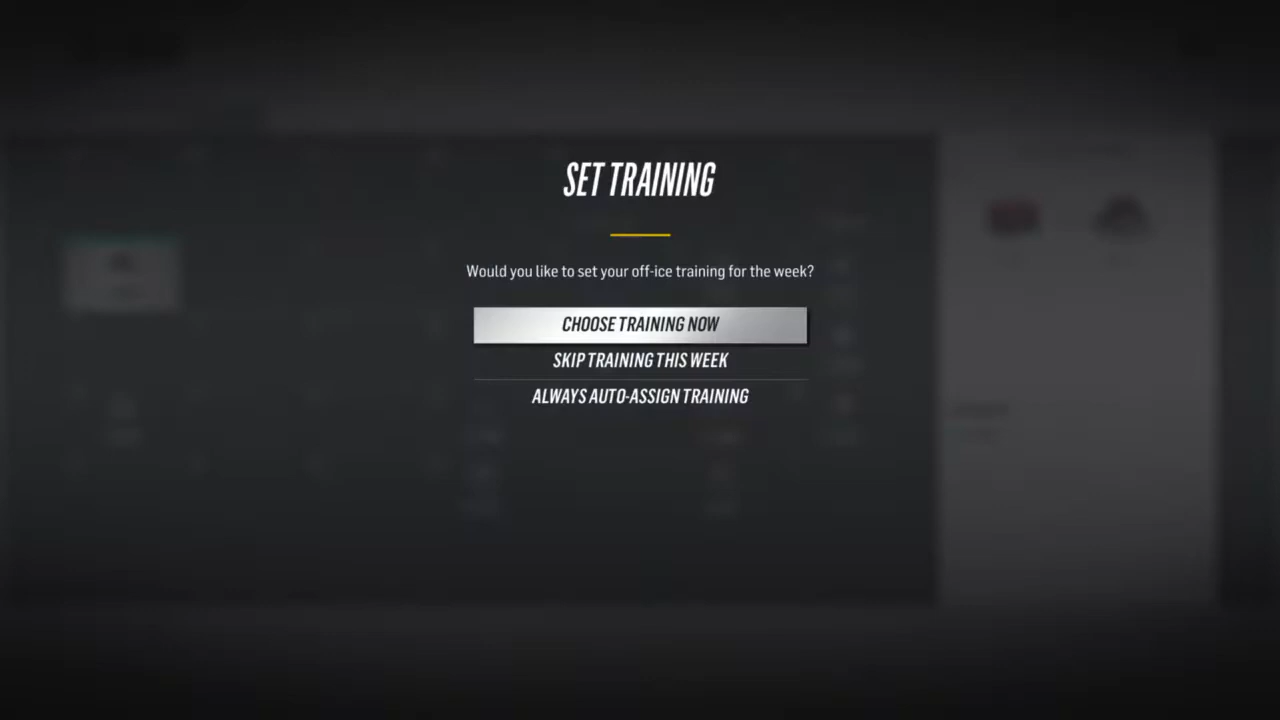 SET TRAINING
Would you like to set your off-ice training for the week?
CHOOSE TRAINING NOW
SKIP TRAINING THIS WEEK
ALWAYS AUTO-ASSIGN TRAINING